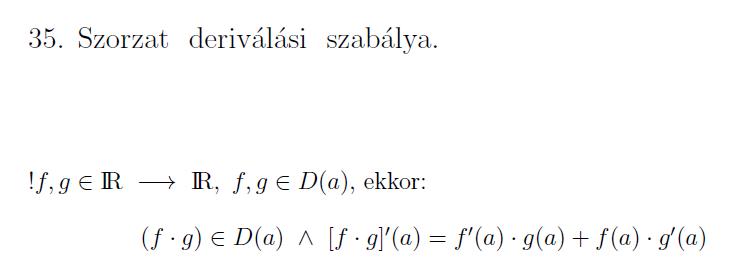 35. Szorzat deriválási szabálya.
!f, g ∈ ℝ ⟶ ℝ, f, g ∈ D(a), ekkor:
(f · g) ∈ D(a) ∧ [f · g]′(a) = f′(a) · g(a) + f(a) · g′(a)